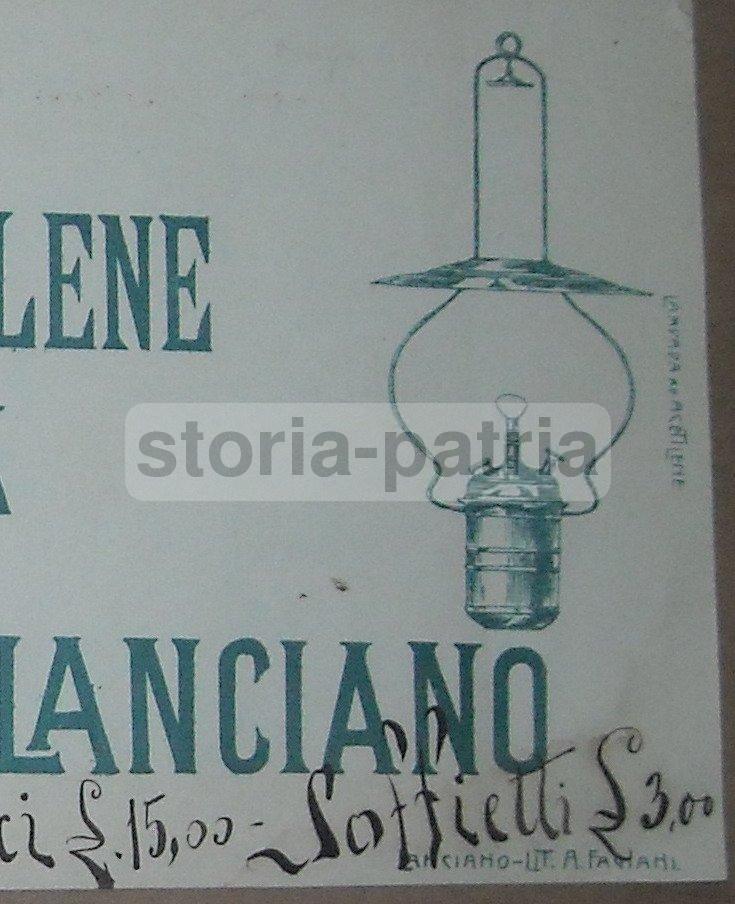 LENE
LAMPADA AD ACETILENE
storia-patria
LANCIANO
ci £.15,00 - Soffietti £ 3,00
LANCIANO-LIT. A. FAGIANI.